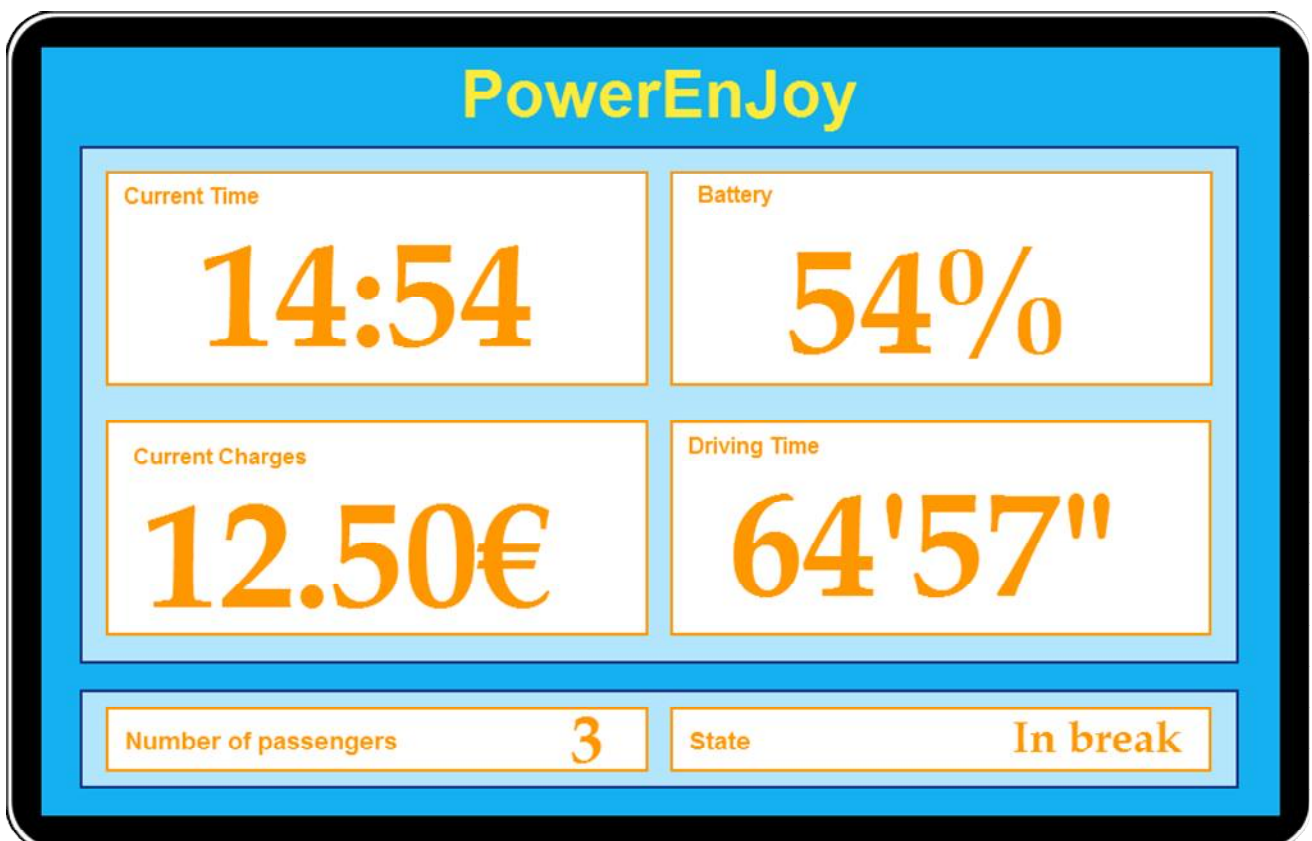 PowerEnJoy
Current Time
14:54
Battery
54%
Current Charges
12.50€
Driving Time
64'57"
Number of passengers 3
State In break